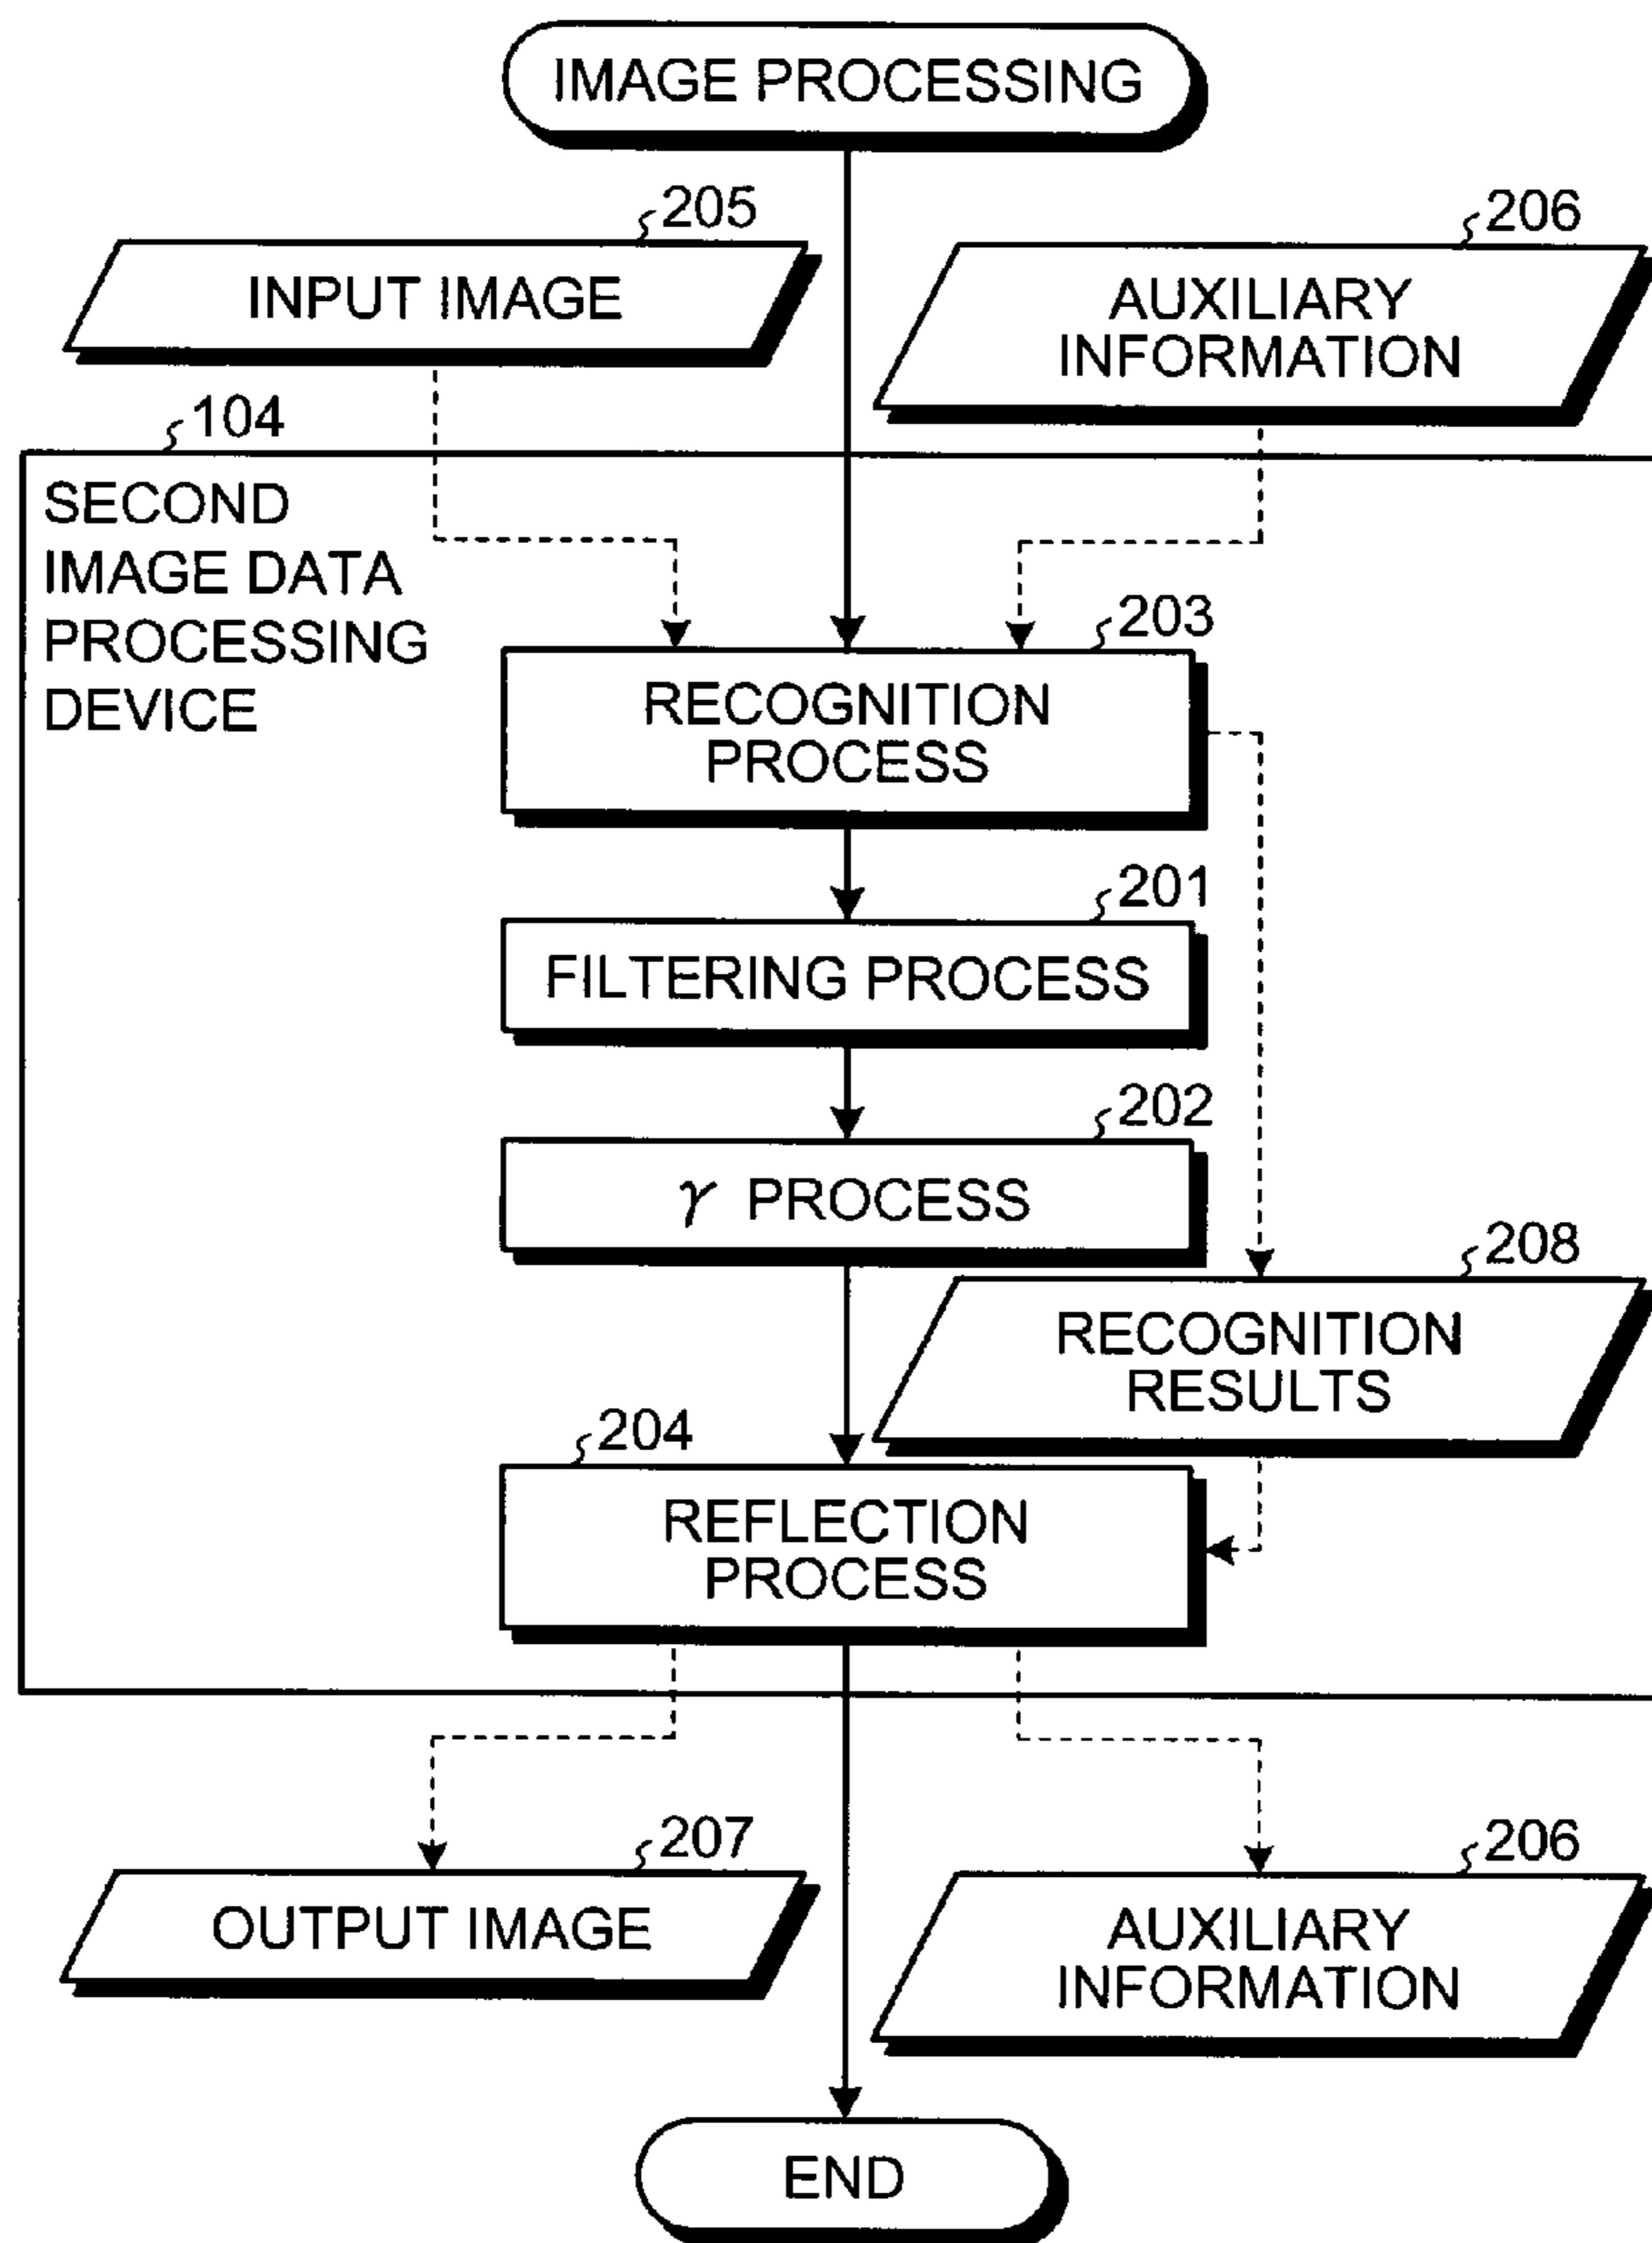 IMAGE PROCESSING
205
206
INPUT IMAGE
AUXILIARY
INFORMATION
104
SECOND
IMAGE DATA
PROCESSING
DEVICE
203
RECOGNITION
PROCESS
201
FILTERING PROCESS
202
γ PROCESS
208
RECOGNITION
RESULTS
204
REFLECTION
PROCESS
207
206
OUTPUT IMAGE
AUXILIARY
INFORMATION
END